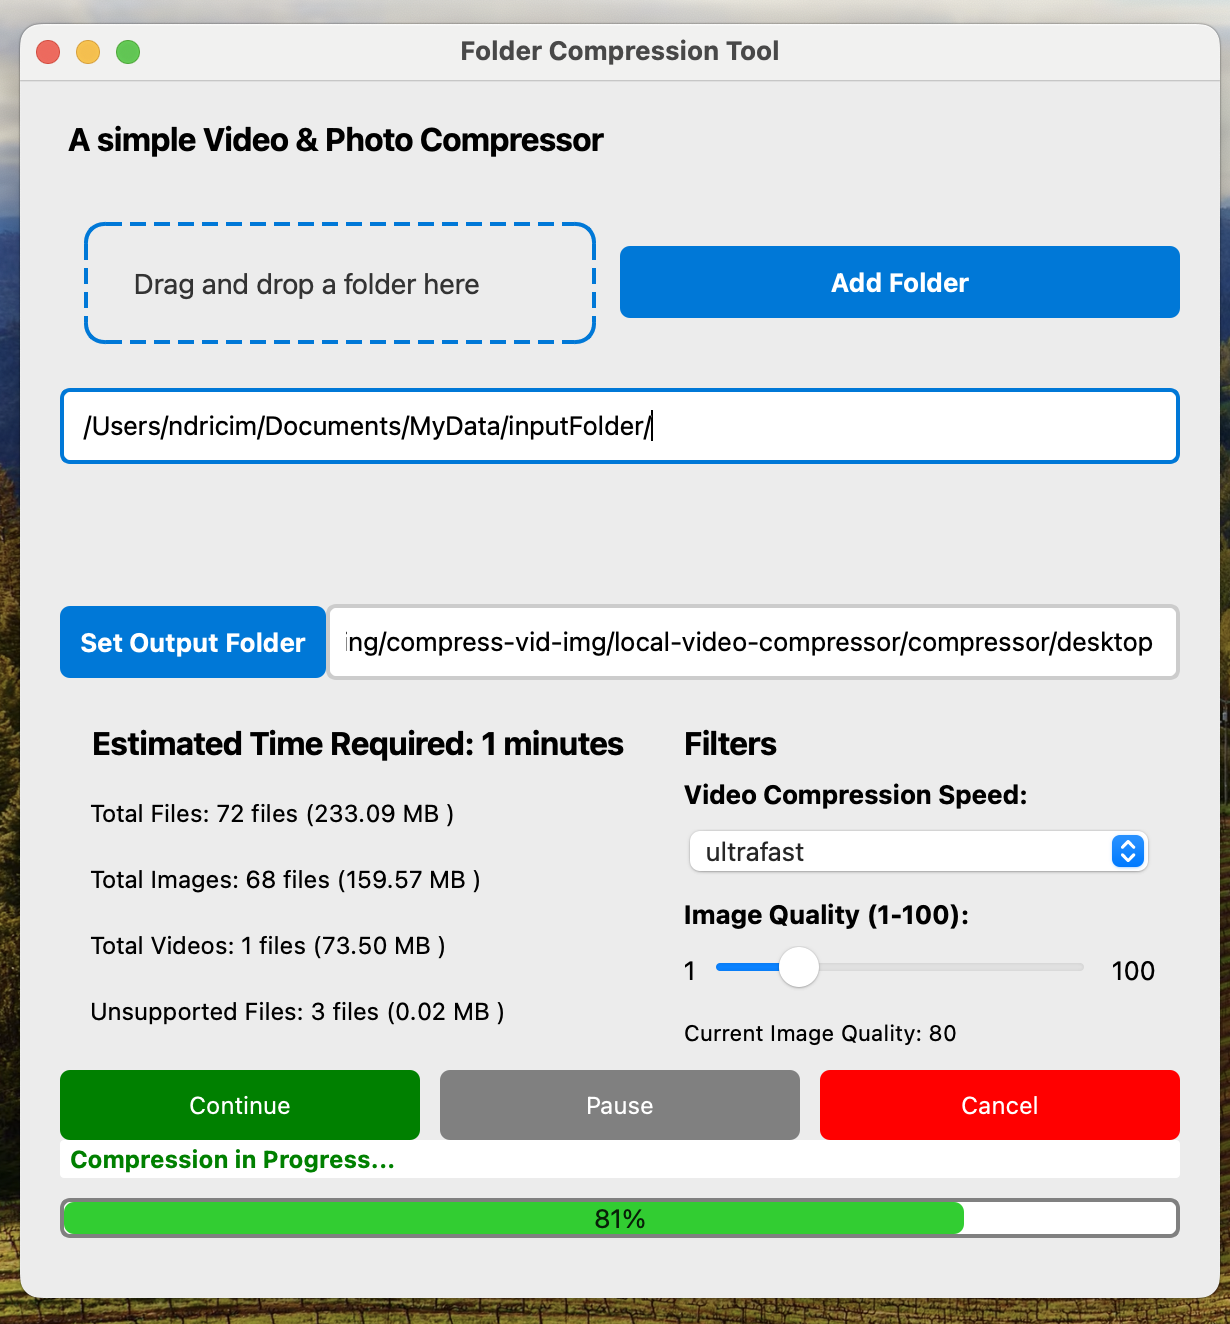 Folder Compression Tool
A simple Video & Photo Compressor
Drag and drop a folder here
Add Folder
/Users/ndricim/Documents/MyData/inputFolder/
Set Output Folder
ing/compress-vid-img/local-video-compressor/compressor/desktop
Estimated Time Required: 1 minutes
Total Files: 72 files (233.09 MB )
Total Images: 68 files (159.57 MB )
Total Videos: 1 files (73.50 MB )
Unsupported Files: 3 files (0.02 MB )
Filters
Video Compression Speed:
ultrafast
Image Quality (1-100):
1 100
Current Image Quality: 80
Continue Pause Cancel
Compression in Progress...
81%